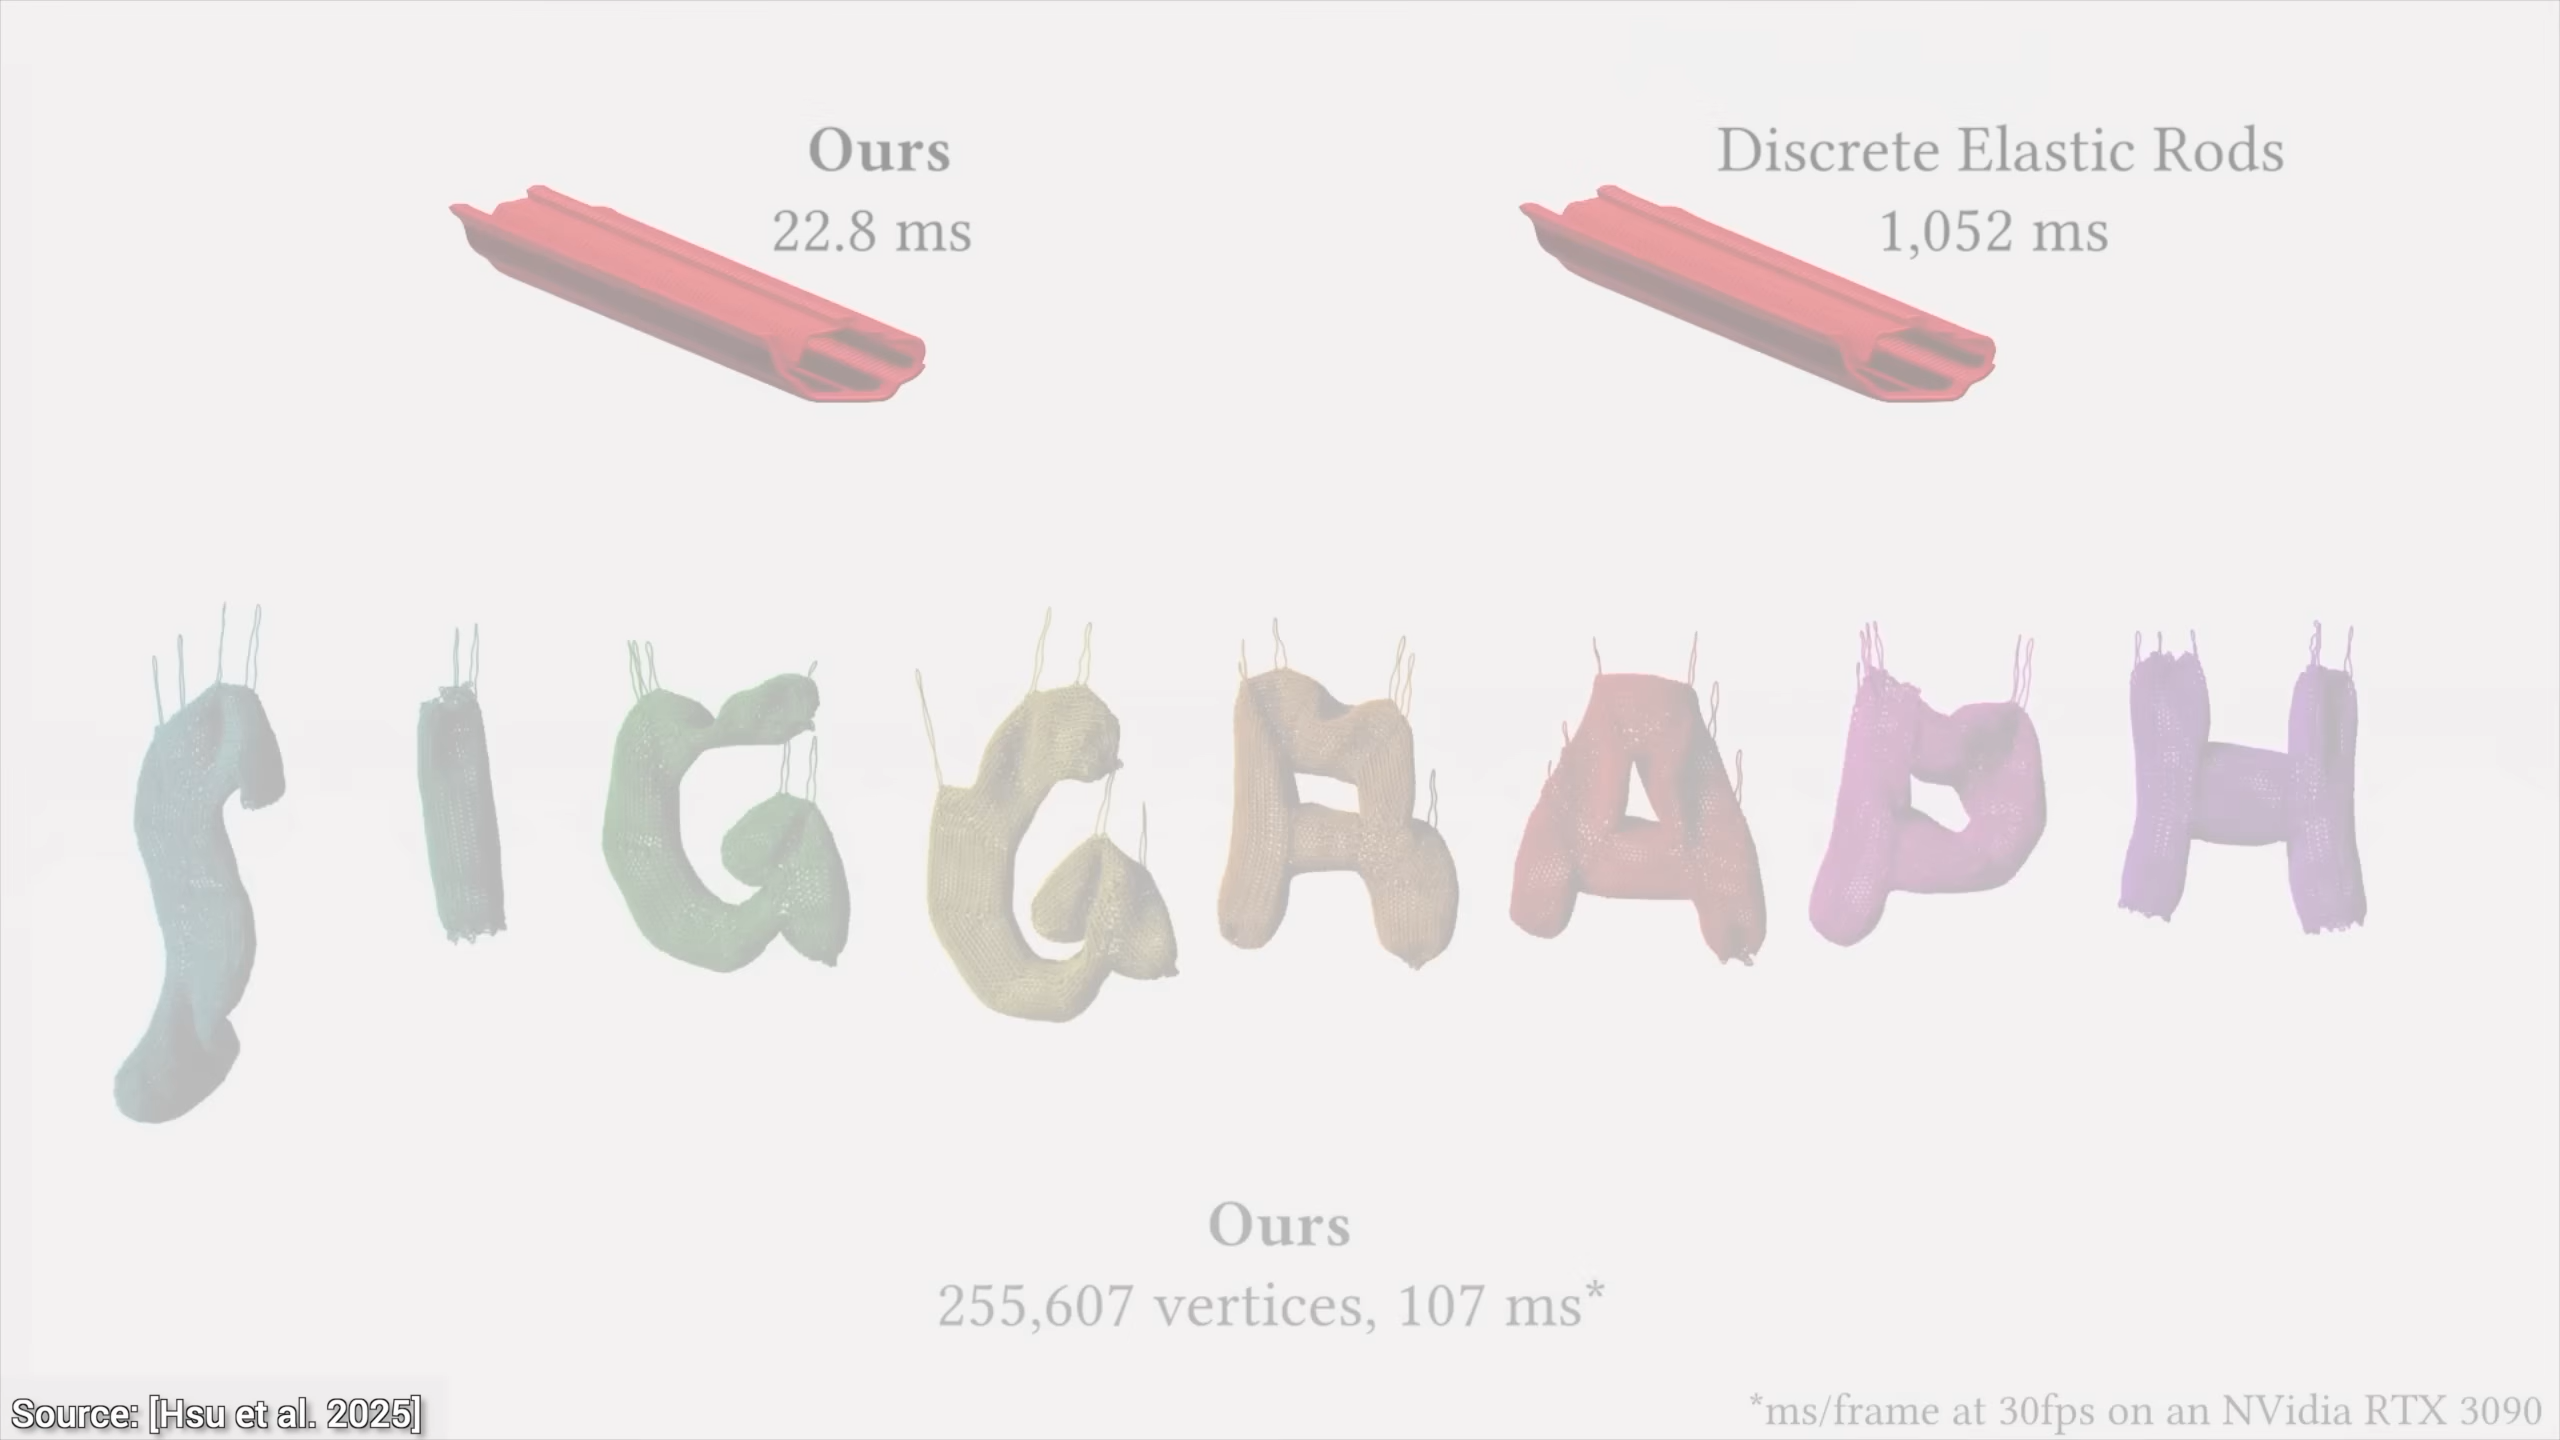 Ours
22.8 ms
Discrete Elastic Rods
1,052 ms
SIGGRAPH
Ours
255,607 vertices, 107 ms*
Source: [Hsu et al. 2025]
*ms/frame at 30fps on an NVidia RTX 3090